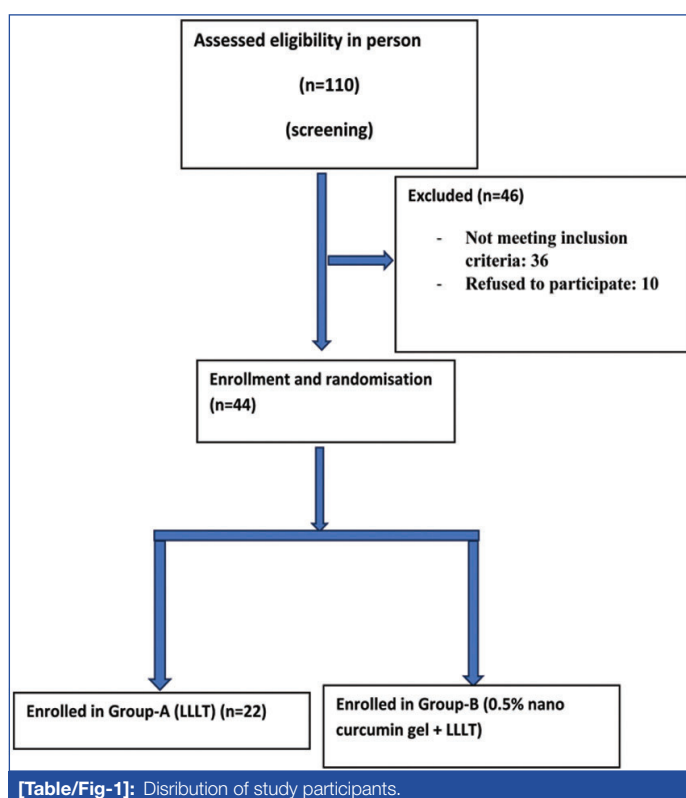 Assessed eligibility in person
(n=110)
(screening)
Excluded (n=46)
- Not meeting inclusion
criteria: 36
- Refused to participate: 10
Enrollment and randomisation
(n=44)
Enrolled in Group-A (LLLT) (n=22)
Enrolled in Group-B (0.5% nano
curcumin gel + LLLT)
[Table/Fig-1]: Disribution of study participants.